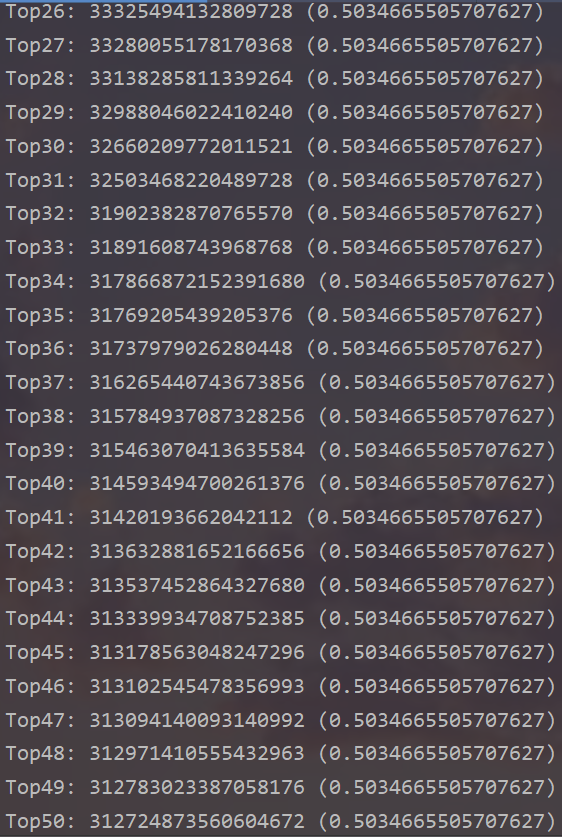 Top26: 33325494132809728 (0.5034665505707627)
Top27: 33280055178170368 (0.5034665505707627)
Top28: 33138285811339264 (0.5034665505707627)
Top29: 32988046022410240 (0.5034665505707627)
Top30: 32660209772011521 (0.5034665505707627)
Top31: 32503468220489728 (0.5034665505707627)
Top32: 31902382870765570 (0.5034665505707627)
Top33: 31891608743968768 (0.5034665505707627)
Top34: 317866872152391680 (0.5034665505707627)
Top35: 31769205439205376 (0.5034665505707627)
Top36: 31737979026280448 (0.5034665505707627)
Top37: 316265440743673856 (0.5034665505707627)
Top38: 315784937087328256 (0.5034665505707627)
Top39: 315463070413635584 (0.5034665505707627)
Top40: 314593494700261376 (0.5034665505707627)
Top41: 31420193662042112 (0.5034665505707627)
Top42: 313632881652166656 (0.5034665505707627)
Top43: 313537452864327680 (0.5034665505707627)
Top44: 313339934708752385 (0.5034665505707627)
Top45: 313178563048247296 (0.5034665505707627)
Top46: 313102545478356993 (0.5034665505707627)
Top47: 313094140093140992 (0.5034665505707627)
Top48: 312971410555432963 (0.5034665505707627)
Top49: 312783023387058176 (0.5034665505707627)
Top50: 312724873560604672 (0.5034665505707627)